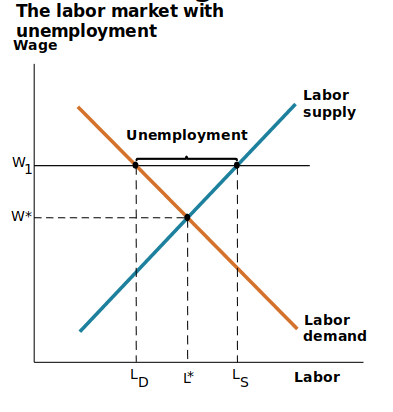 The labor market with
unemployment
Wage
Labor
supply
Unemployment
W1
W*
Labor
demand
LD
L*
LS
Labor